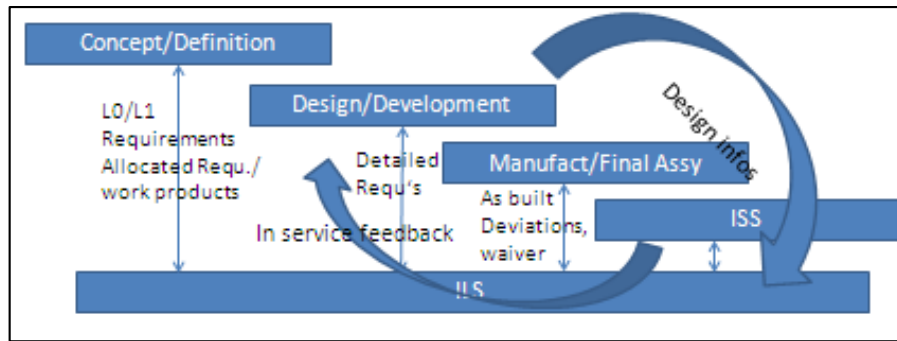 Concept/Definition
L0/L1
Requirements
Allocated Requ./
work products
Design/Development
Design infos
Detailed
Requ's
Manufact/Final Assy
As built
Deviations,
waiver
ISS
In service feedback
ILS